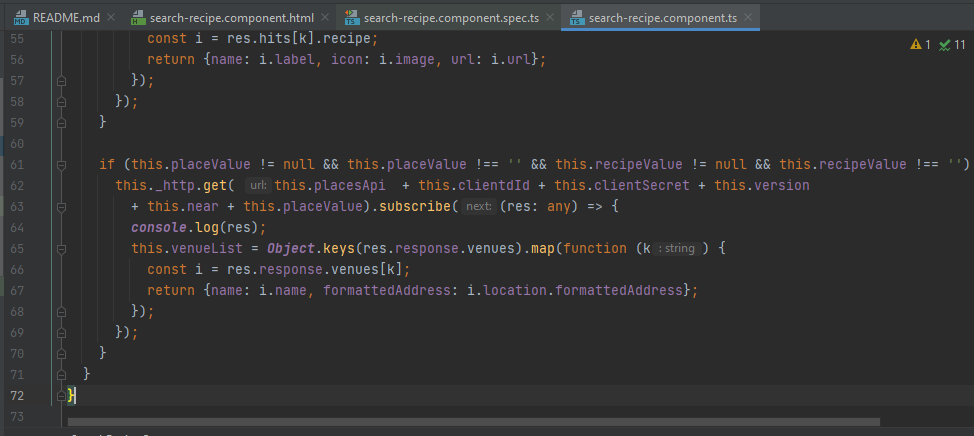 README.md search-recipe.component.html search-recipe.component.spec.ts search-recipe.component.ts
55 const i = res.hits[k].recipe;
1 11
56 return {name: i.label, icon: i.image, url: i.url};
57 });
58 });
59 }
60
61 if (this.placeValue != null && this.placeValue !== '' && this.recipeValue != null && this.recipeValue !== '')
62 this._http.get( url: this.placesApi + this.clientdId + this.clientSecret + this.version
63 + this.near + this.placeValue).subscribe( next: (res: any) => {
64 console.log(res);
65 this.venueList = Object.keys(res.response.venues).map(function (k : string ) {
66 const i = res.response.venues[k];
67 return {name: i.name, formattedAddress: i.location.formattedAddress};
68 });
69 });
70 }
71 }
72 }
73